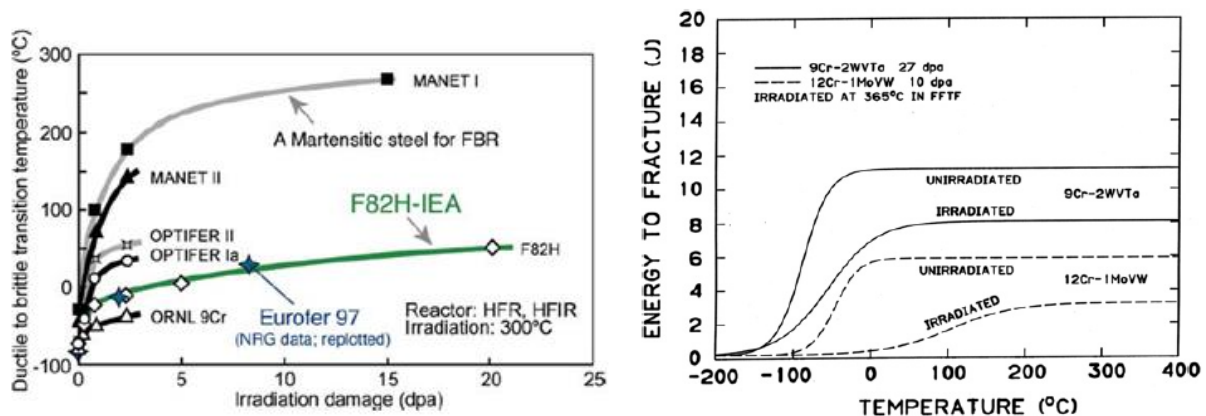 Ductile to brittle transition temperature (ºC)
300
200
100
0
-100
MANET I
A Martensitic steel for FBR
MANET II
F82H-IEA
OPTIFER II
OPTIFER Ia
F82H
ORNL 9Cr
Eurofer 97
(NRG data; replotted)
Reactor: HFR, HFIR
Irradiation: 300°C
0
5
10
15
20
25
Irradiation damage (dpa)
ENERGY TO FRACTURE (J)
20
18
16
14
12
10
8
6
4
2
0
9Cr-2WVTa 27 dpa
12Cr-1MoVW 10 dpa
IRRADIATED AT 365°C IN FFTF
UNIRRADIATED
9Cr-2WVTa
IRRADIATED
UNIRRADIATED
12Cr-1MoVW
IRRADIATED
-200
-100
0
100
200
300
400
TEMPERATURE (°C)